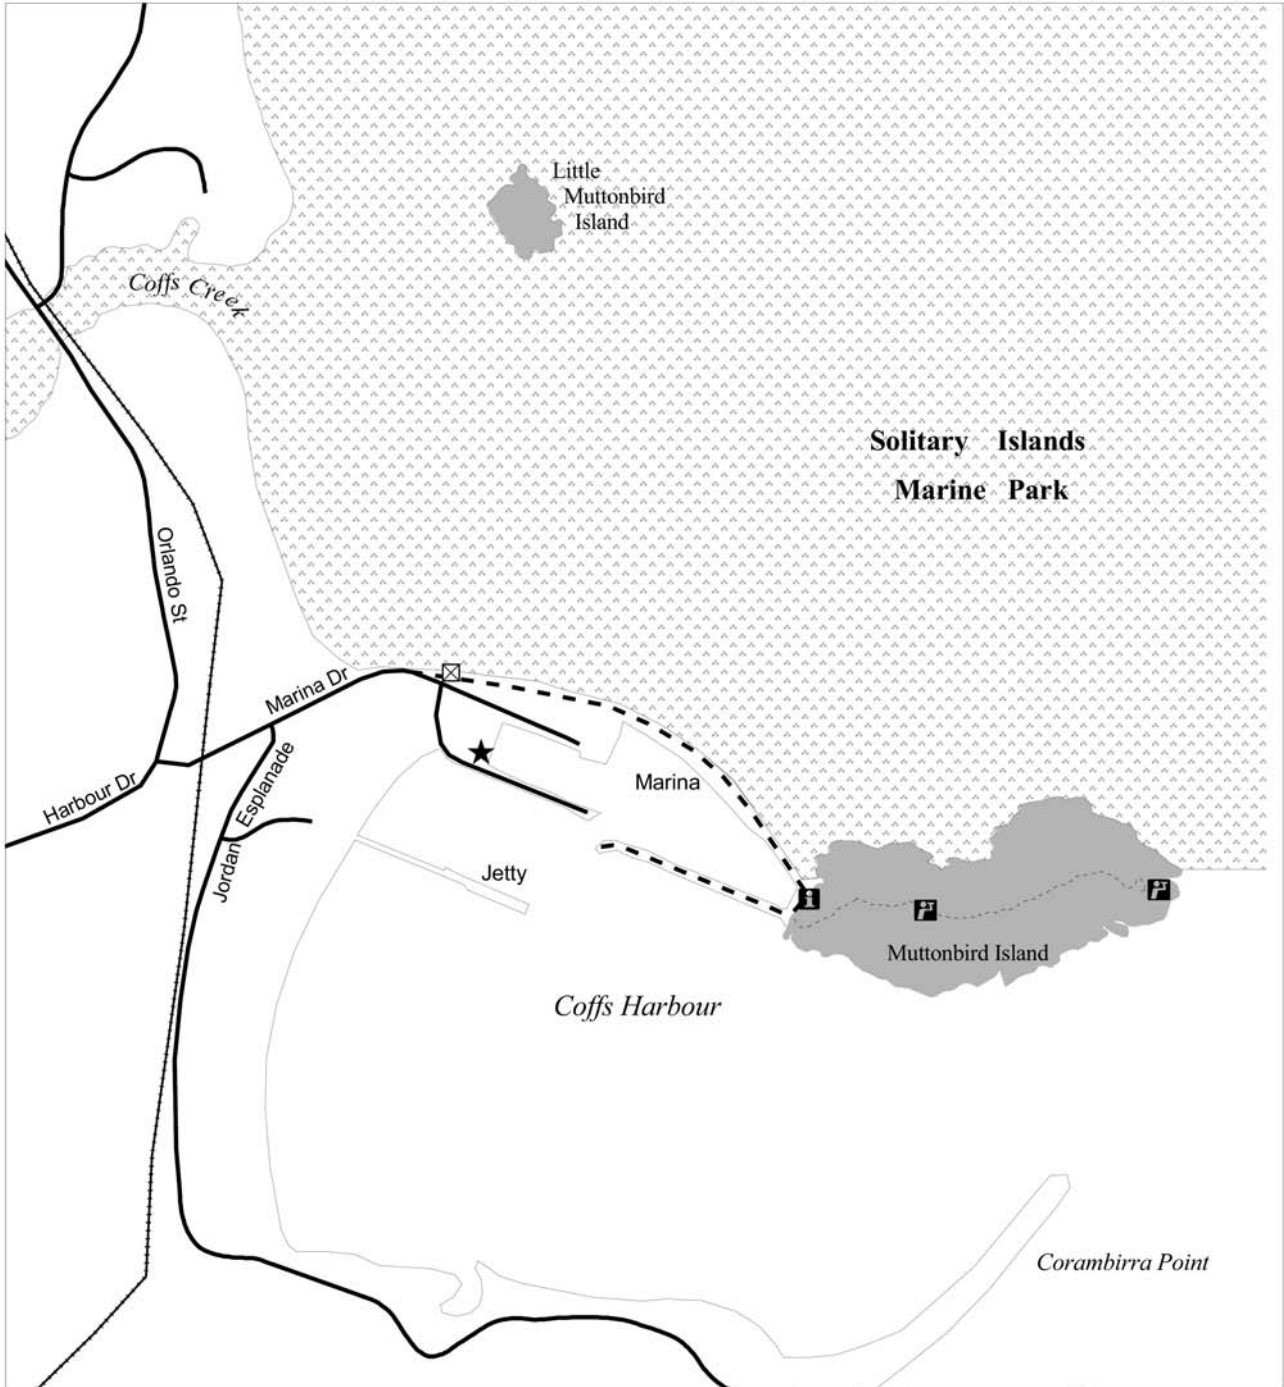 Little
Muttonbird
Island
Coffs Creek
Solitary Islands
Marine Park
Orlando St
Marina Dr
Harbour Dr
Jordan Esplanade
Marina
Jetty
i
Muttonbird Island
Coffs Harbour
Corambirra Point